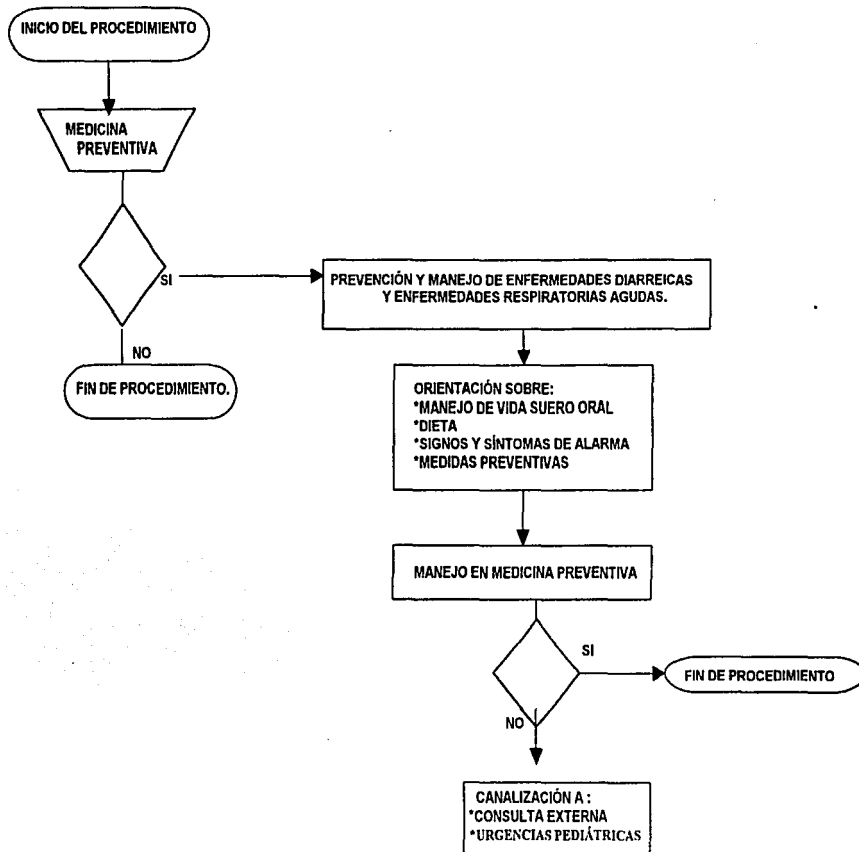 INICIO DEL PROCEDIMIENTO
MEDICINA
PREVENTIVA
SI
PREVENCIÓN Y MANEJO DE ENFERMEDADES DIARREICAS
Y ENFERMEDADES RESPIRATORIAS AGUDAS.
NO
FIN DE PROCEDIMIENTO.
ORIENTACIÓN SOBRE:
*MANEJO DE VIDA SUERO ORAL
*DIETA
*SIGNOS Y SÍNTOMAS DE ALARMA
*MEDIDAS PREVENTIVAS
MANEJO EN MEDICINA PREVENTIVA
SI
FIN DE PROCEDIMIENTO
NO
CANALIZACIÓN A :
*CONSULTA EXTERNA
*URGENCIAS PEDIÁTRICAS